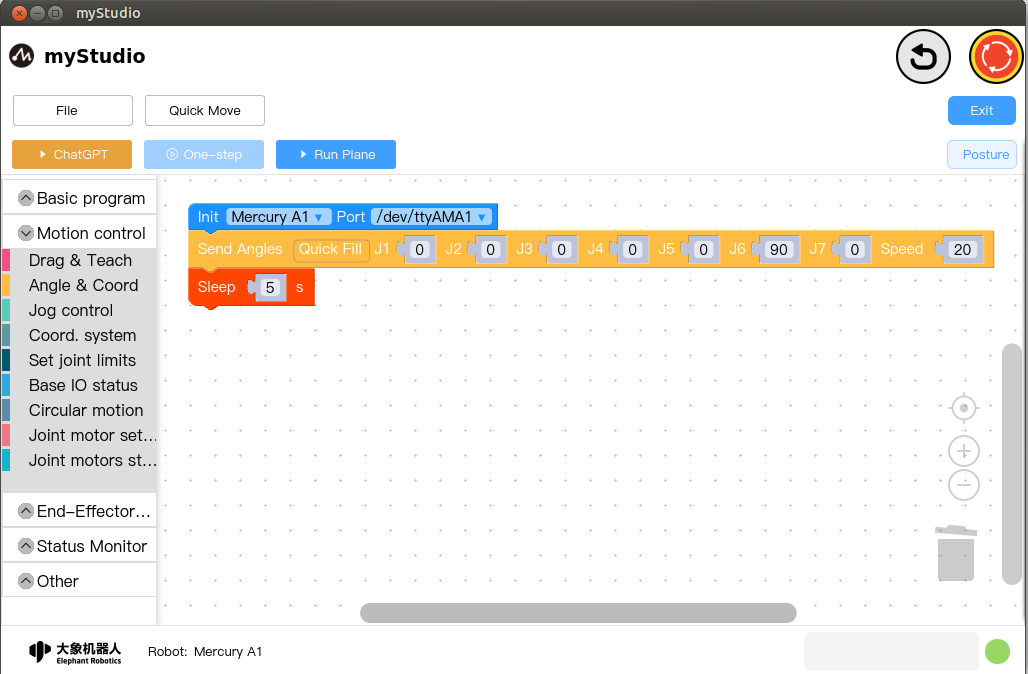 myStudio
myStudio
File
Quick Move
Exit
ChatGPT
One-step
Run Plane
Posture
Basic program
Motion control
Drag & Teach
Angle & Coord
Jog control
Coord. system
Set joint limits
Base IO status
Circular motion
Joint motor set...
Joint motors st...
End-Effector...
Status Monitor
Other
Init Mercury A1 ▼ Port /dev/ttyAMA1 ▼
Send Angles Quick Fill J1 0 J2 0 J3 0 J4 0 J5 0 J6 90 J7 0 Speed 20
Sleep 5 s
大象机器人
Elephant Robotics
Robot: Mercury A1